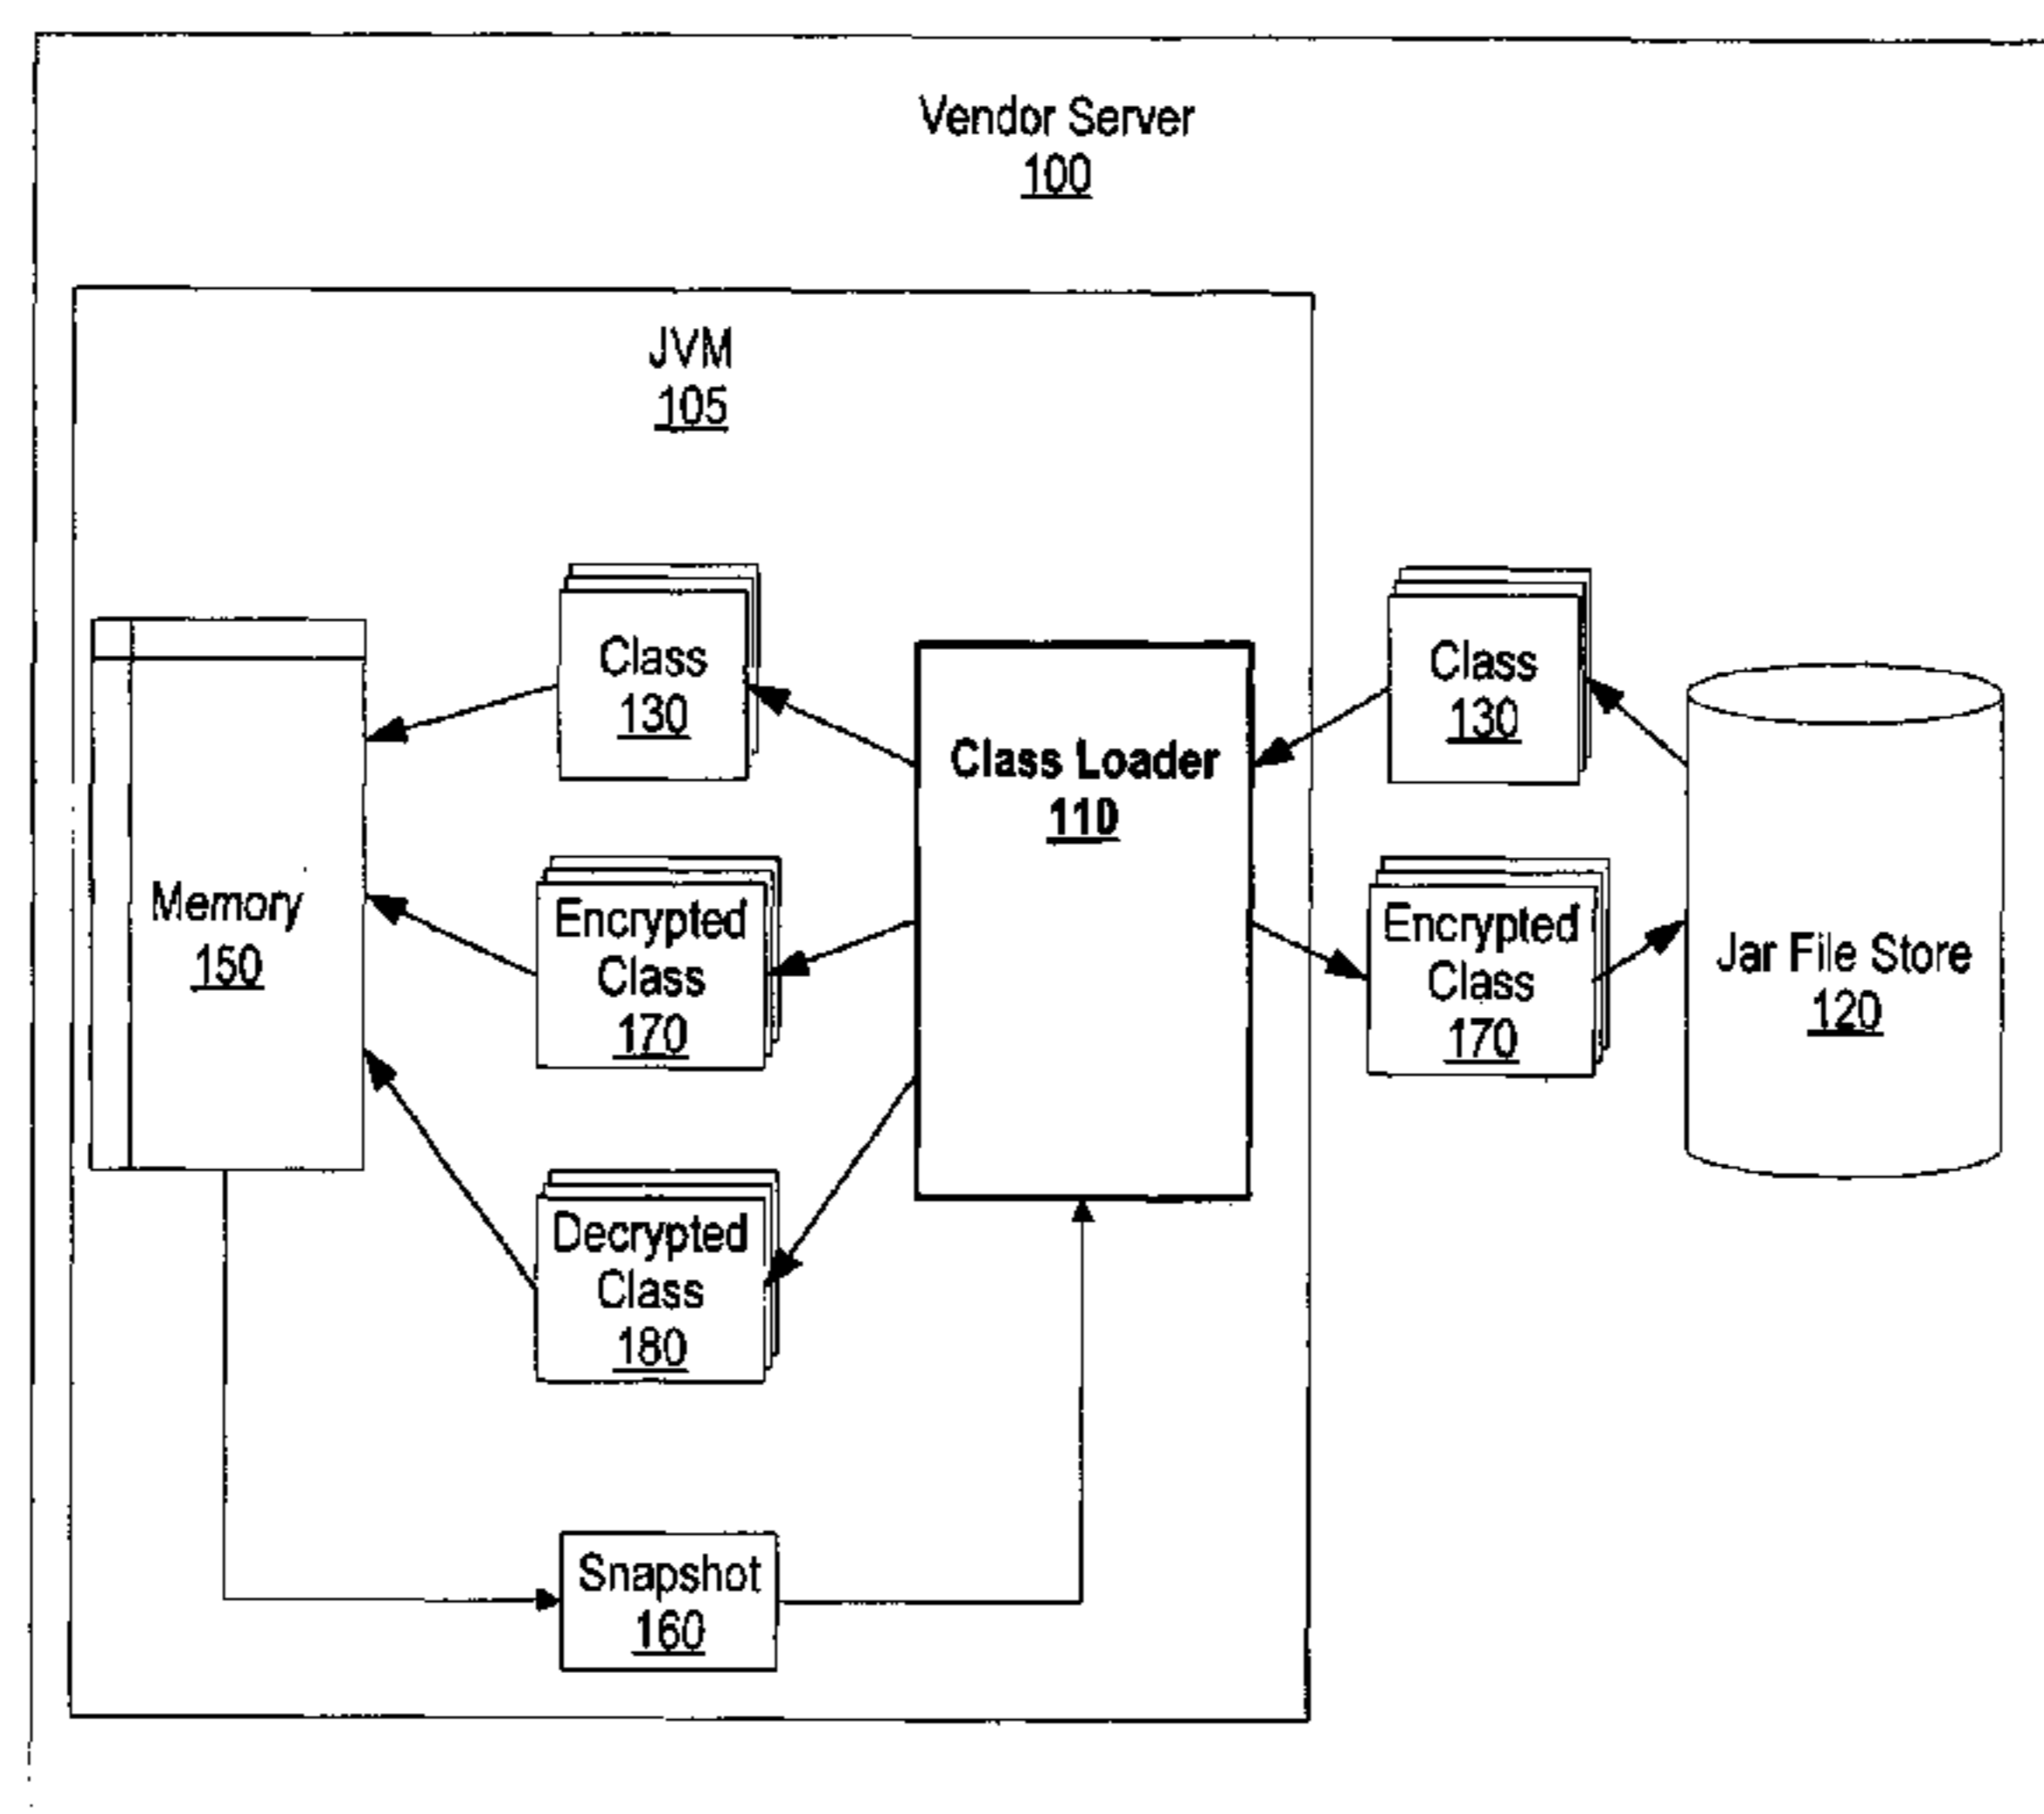 Vendor Server
100
JVM
105
Class
130
Class
130
Class Loader
110
Memory
150
Encrypted
Class
170
Encrypted
Class
170
Jar File Store
120
Decrypted
Class
180
Snapshot
160